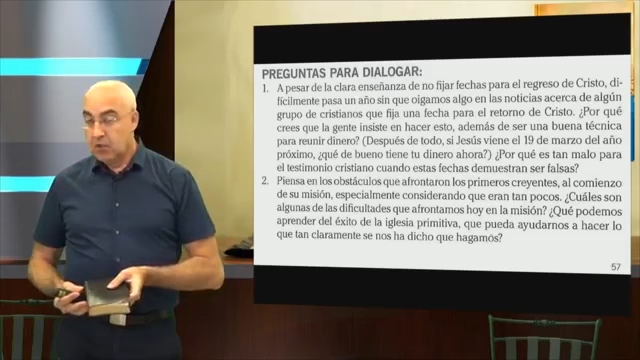 PREGUNTAS PARA DIALOGAR:
1. A pesar de la clara enseñanza de no fijar fechas para el regreso de Cristo, di-
fícilmente pasa un año sin que oigamos algo en las noticias acerca de algún
grupo de cristianos que fija una fecha para el retorno de Cristo. ¿Por qué
crees que la gente insiste en hacer esto, además de ser una buena técnica
para reunir dinero? (Después de todo, si Jesús viene el 19 de marzo del año
próximo, ¿qué de bueno tiene tu dinero ahora?) ¿Por qué es tan malo para
el testimonio cristiano cuando estas fechas demuestran ser falsas?
2. Piensa en los obstáculos que afrontaron los primeros creyentes, al comienzo
de su misión, especialmente considerando que eran tan pocos. ¿Cuáles son
algunas de las dificultades que afrontamos hoy en la misión? ¿Qué podemos
aprender del éxito de la iglesia primitiva, que pueda ayudarnos a hacer lo
que tan claramente se nos ha dicho que hagamos?
57